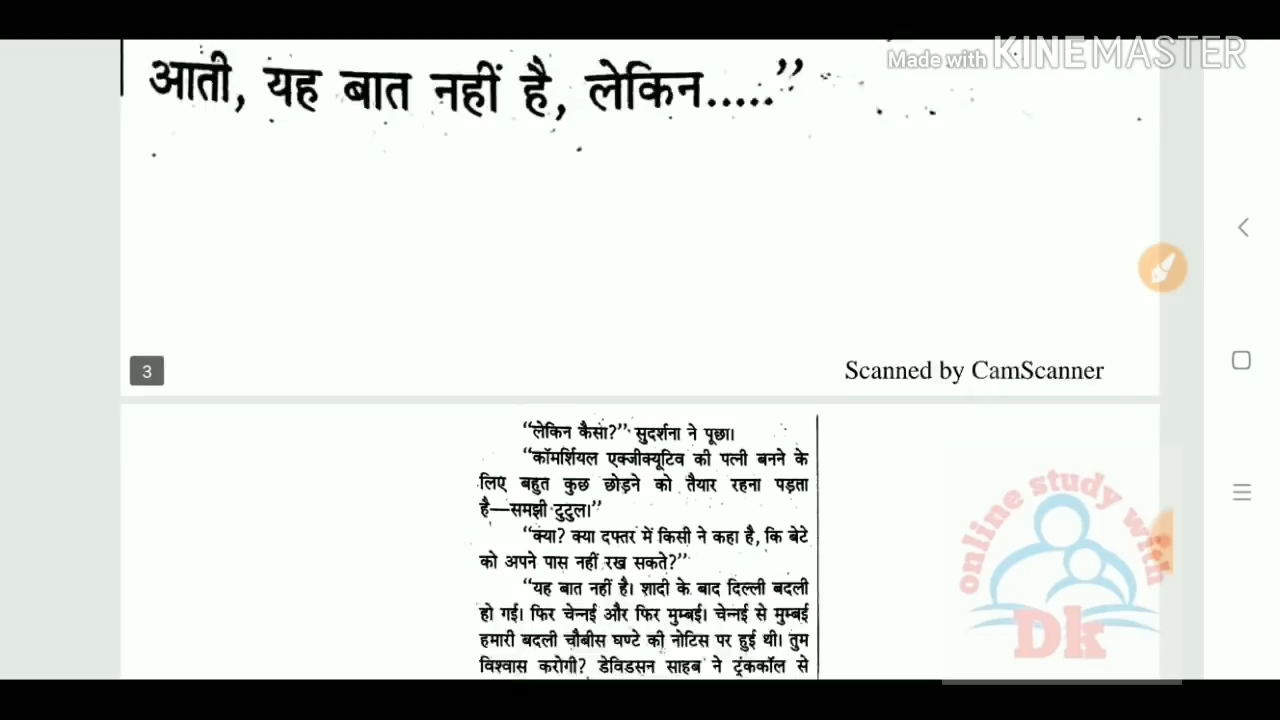 Made with KINEMASTER
आती, यह बात नहीं है, लेकिन.....”
3
Scanned by CamScanner
“लेकिन कैसा?” सुदर्शना ने पूछा।
“कॉमर्शियल एक्जीक्यूटिव की पत्नी बनने के
लिए बहुत कुछ छोड़ने को तैयार रहना पड़ता
है—समझी टुटुल।”
“क्या? क्या दफ्तर में किसी ने कहा है, कि बेटे
को अपने पास नहीं रख सकते?”
“यह बात नहीं है। शादी के बाद दिल्ली बदली
हो गई। फिर चेन्नई और फिर मुम्बई। चेन्नई से मुम्बई
हमारी बदली चौबीस घण्टे की नोटिस पर हुई थी। तुम
विश्वास करोगी? डेविडसन साहब ने ट्रंककॉल से
online study with
Dk